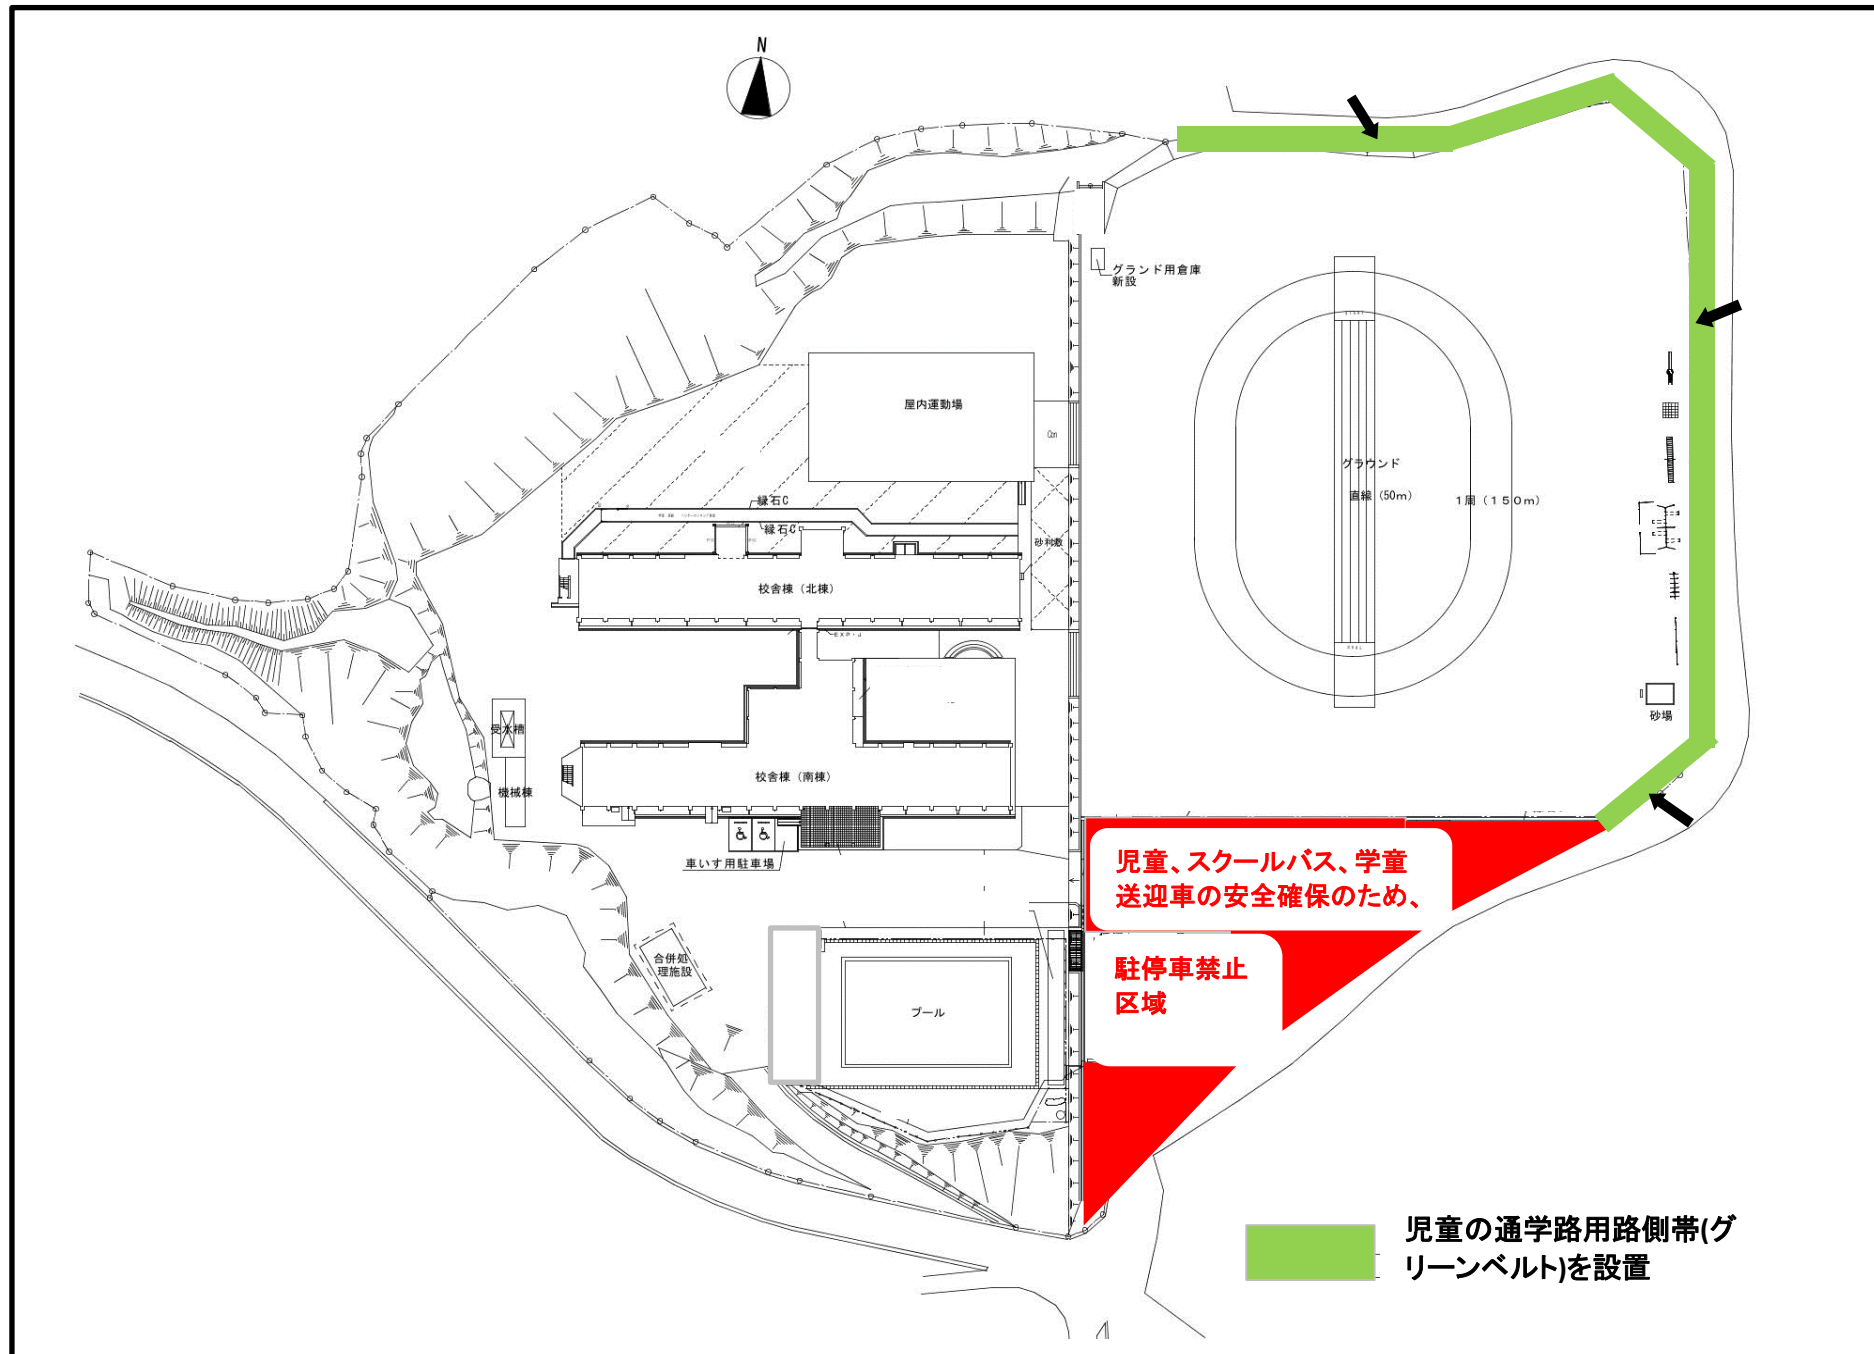 N
グランド用倉庫
新設
屋内運動場
Con
グラウンド
直線（50m）
1周（150m）
縁石C
縁石C
砂利敷
校舎棟（北棟）
EXP・J
受水槽
機械棟
校舎棟（南棟）
砂場
車いす用駐車場
児童、スクールバス、学童
送迎車の安全確保のため、
駐停車禁止
区域
合併処
理施設
プール
児童の通学路用路側帯(グ
リーンベルト)を設置